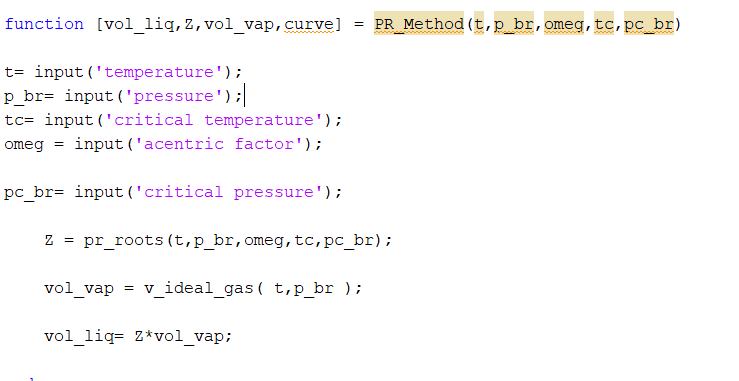 function [vol_liq,Z,vol_vap,curve] = PR_Method(t,p_br,omeg,tc,pc_br)
t= input('temperature');
p_br= input('pressure');
tc= input('critical temperature');
omeg = input('acentric factor');
pc_br= input('critical pressure');
Z = pr_roots(t,p_br,omeg,tc,pc_br);
vol_vap = v_ideal_gas( t,p_br );
vol_liq= Z*vol_vap;